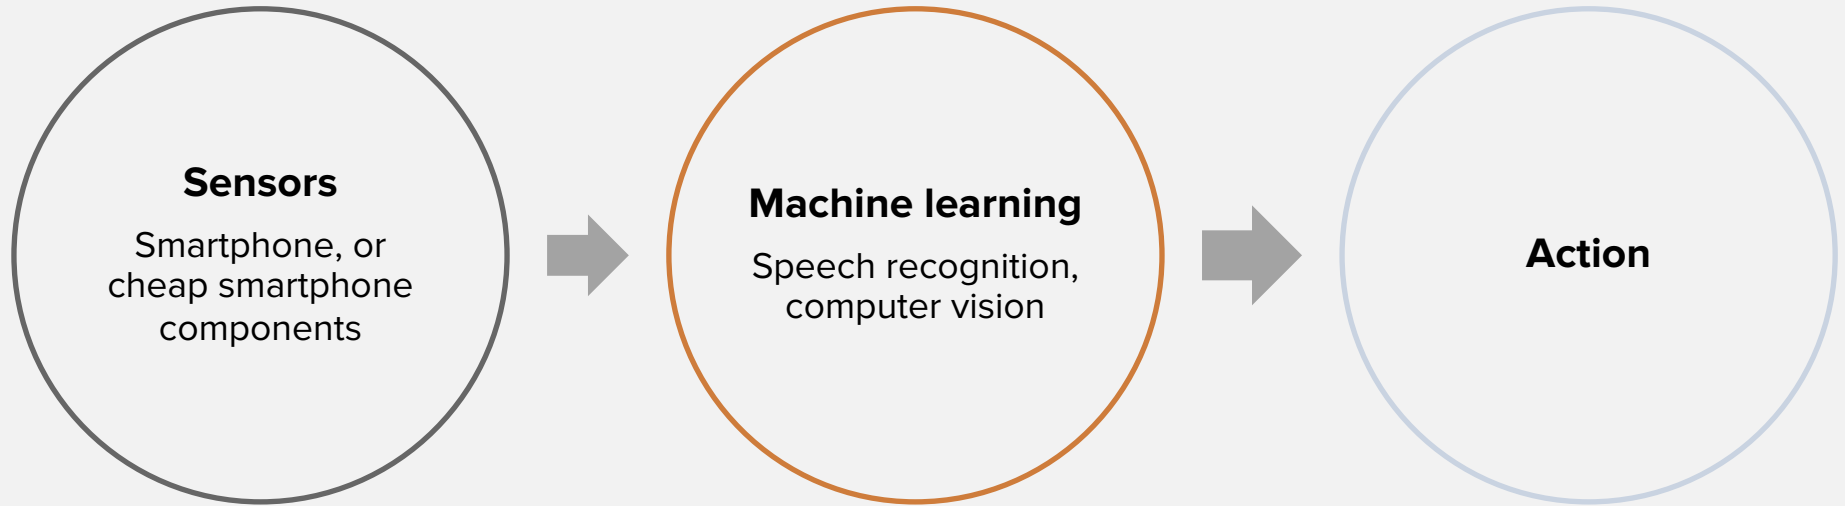 Sensors
Smartphone, or
cheap smartphone
components
Machine learning
Speech recognition,
computer vision
Action